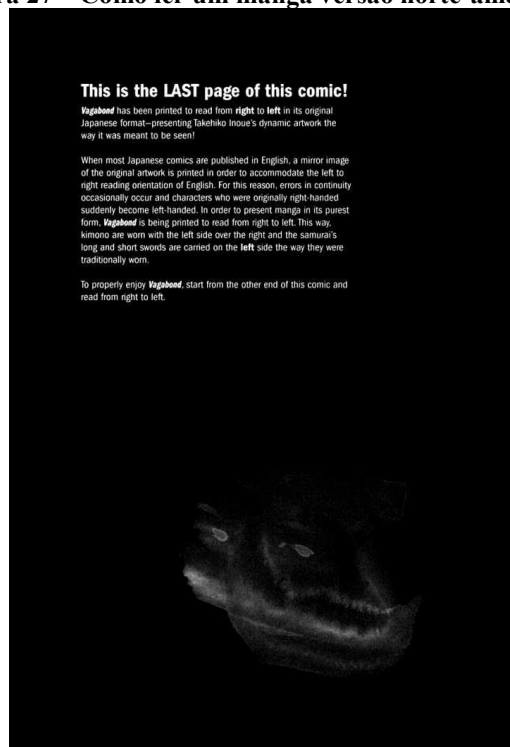 27 – Como ler um mangá versão norte-ame
This is the LAST page of this comic!
Vagabond has been printed to read from right to left in its original
Japanese format—presenting Takehiko Inoue's dynamic artwork the
way it was meant to be seen!
When most Japanese comics are published in English, a mirror image
of the original artwork is printed in order to accommodate the left to
right reading orientation of English. For this reason, errors in continuity
occasionally occur and characters who were originally right-handed
suddenly become left-handed. In order to present manga in its purest
form, Vagabond is being printed to read from right to left. This way,
kimono are worn with the left side over the right and the samurai's
long and short swords are carried on the left side the way they were
traditionally worn.
To properly enjoy Vagabond, start from the other end of this comic and
read from right to left.